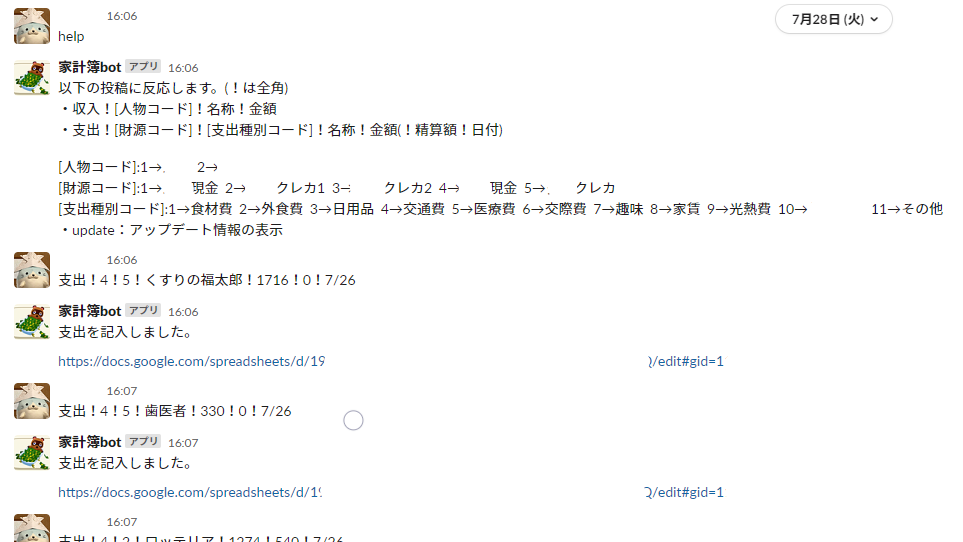 7月28日 (火)
16:06
help
家計簿bot アプリ 16:06
以下の投稿に反応します。(！は全角)
・収入！[人物コード]！名称！金額
・支出！[財源コード]！[支出種別コード]！名称！金額(！精算額！日付)
[人物コード]:1→ 2→
[財源コード]:1→ 現金 2→ クレカ1 3→ クレカ2 4→ 現金 5→ クレカ
[支出種別コード]:1→食材費 2→外食費 3→日用品 4→交通費 5→医療費 6→交際費 7→趣味 8→家賃 9→光熱費 10→ 11→その他
・update：アップデート情報の表示
16:06
支出！4！5！くすりの福太郎！1716！0！7/26
家計簿bot アプリ 16:06
支出を記入しました。
https://docs.google.com/spreadsheets/d/19 /edit#gid=1
16:07
支出！4！5！歯医者！330！0！7/26
家計簿bot アプリ 16:07
支出を記入しました。
https://docs.google.com/spreadsheets/d/1 /edit#gid=1
16:07
支出！4！2！ロッテリア！1274！540！7/26